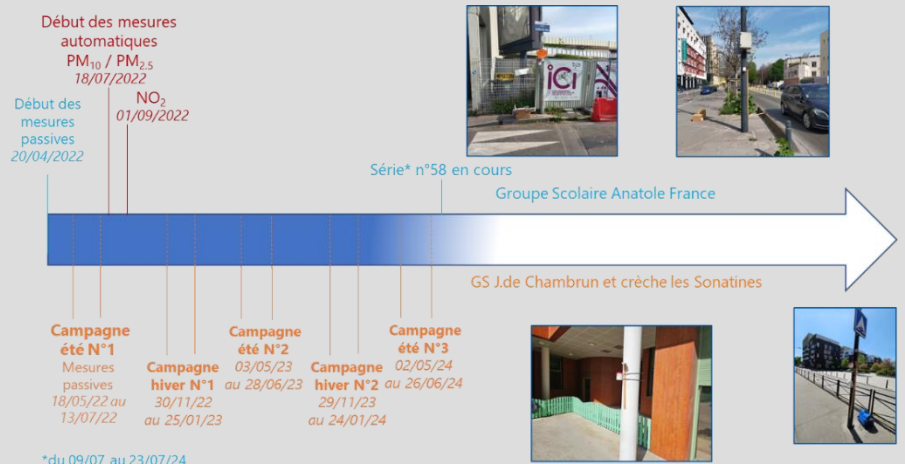 Début des mesures
automatiques
PM10 / PM2.5
18/07/2022
NO2
01/09/2022
Début des
mesures
passives
20/04/2022
Série* n°58 en cours
Groupe Scolaire Anatole France
GS J.de Chambrun et crèche les Sonatines
Campagne
été N°1
Mesures
passives
18/05/22 au
13/07/22
Campagne
hiver N°1
30/11/22
au 25/01/23
Campagne
été N°2
03/05/23
au 28/06/23
Campagne
hiver N°2
29/11/23
au 24/01/24
Campagne
été N°3
02/05/24
au 26/06/24
*du 09/07 au 23/07/24
ici